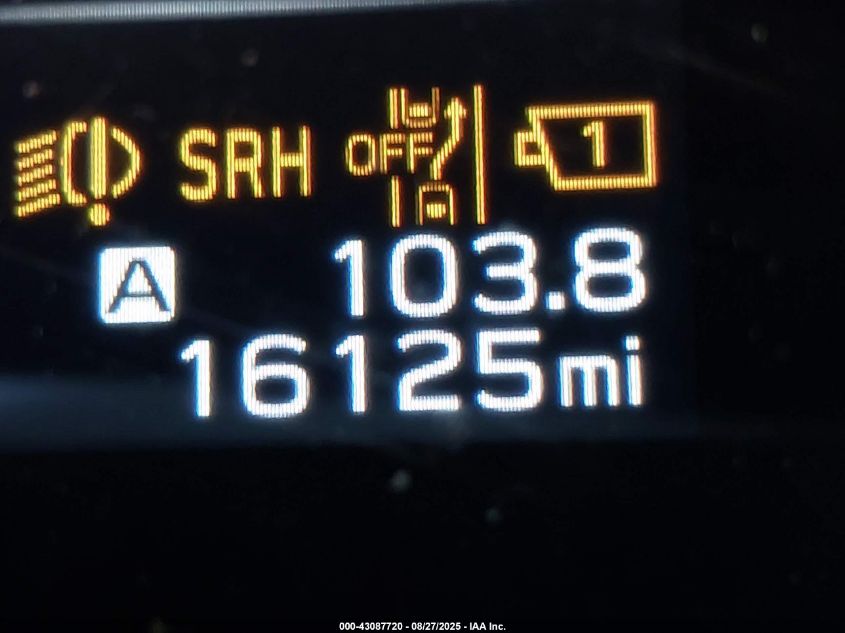 SRH OFF 1
A 103.8
16125mi
000-43087720 - 08/27/2025 - IAA Inc.